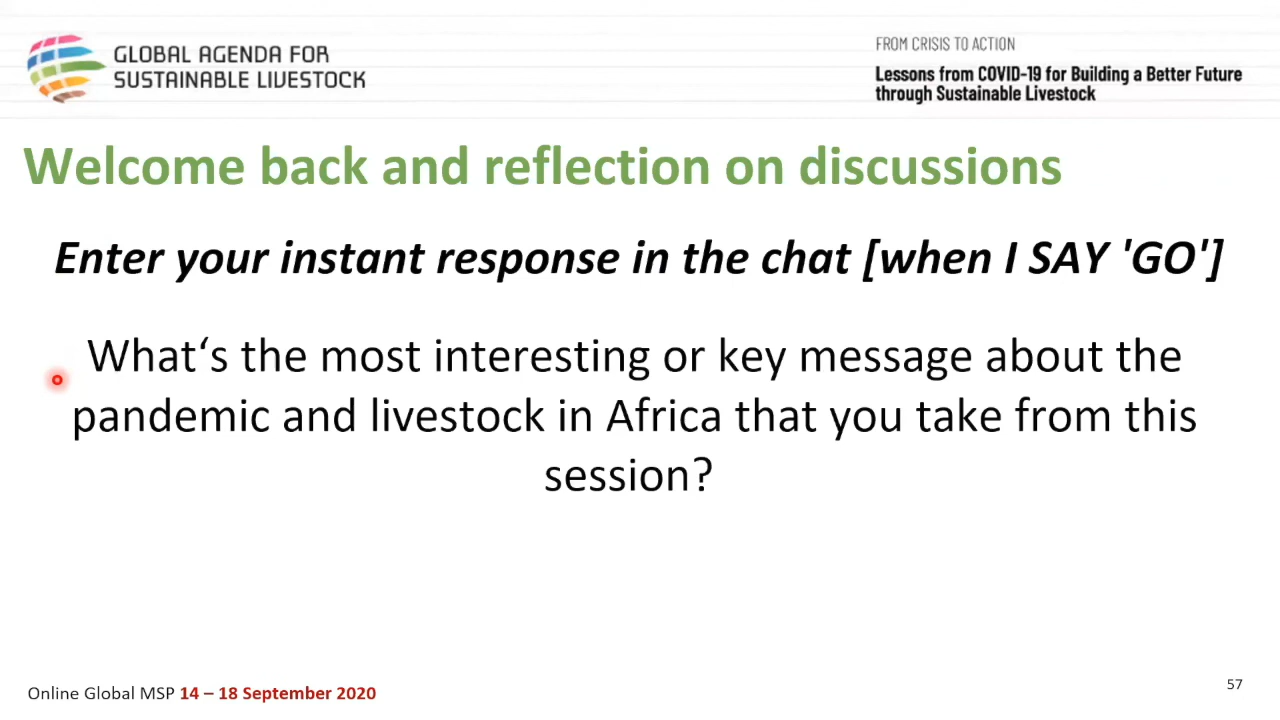 GLOBAL AGENDA FOR
SUSTAINABLE LIVESTOCK
FROM CRISIS TO ACTION
Lessons from COVID-19 for Building a Better Future
through Sustainable Livestock
Welcome back and reflection on discussions
Enter your instant response in the chat [when I SAY 'GO']
What‘s the most interesting or key message about the
pandemic and livestock in Africa that you take from this
session?
Online Global MSP 14 – 18 September 2020
57